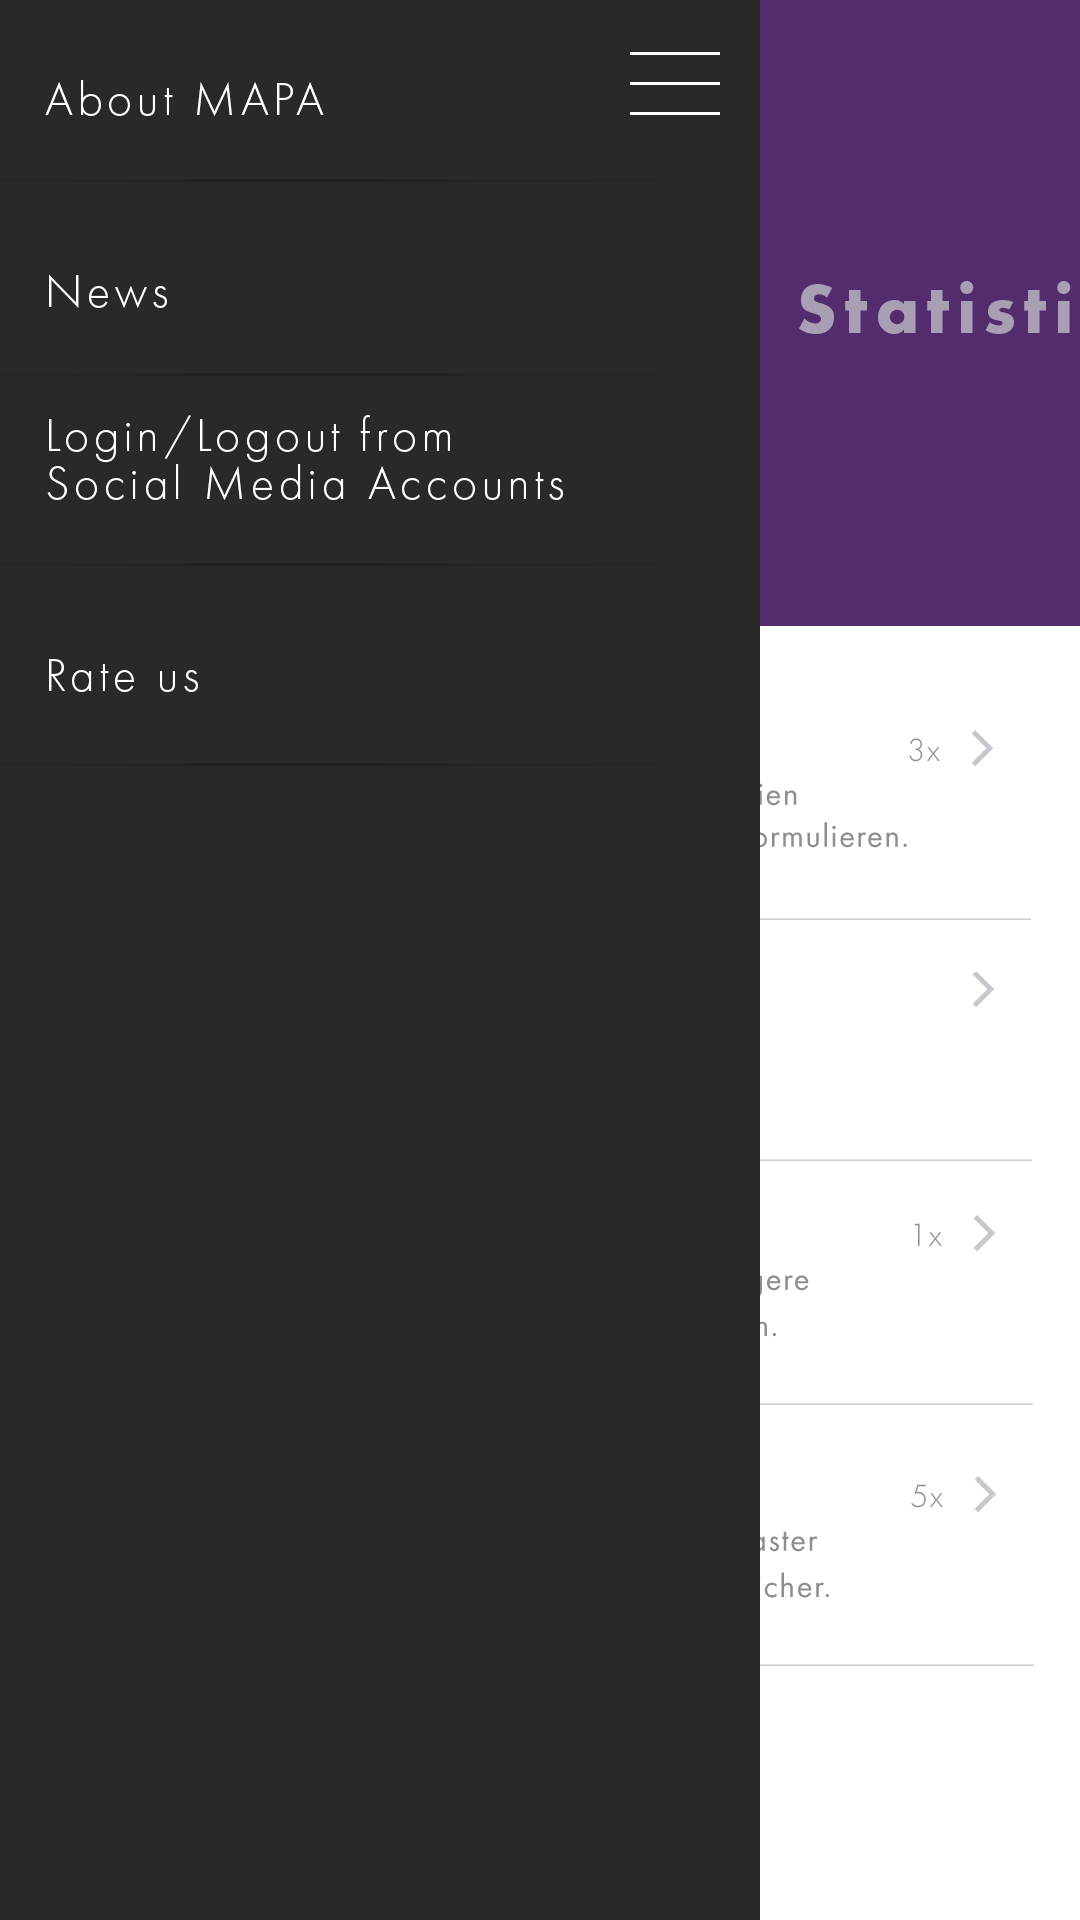 About MAPA
News
Login/Logout from
Social Media Accounts
Rate us
Statisti
3x
ien
ormulieren.
1x
gere
n.
5x
aster
cher.